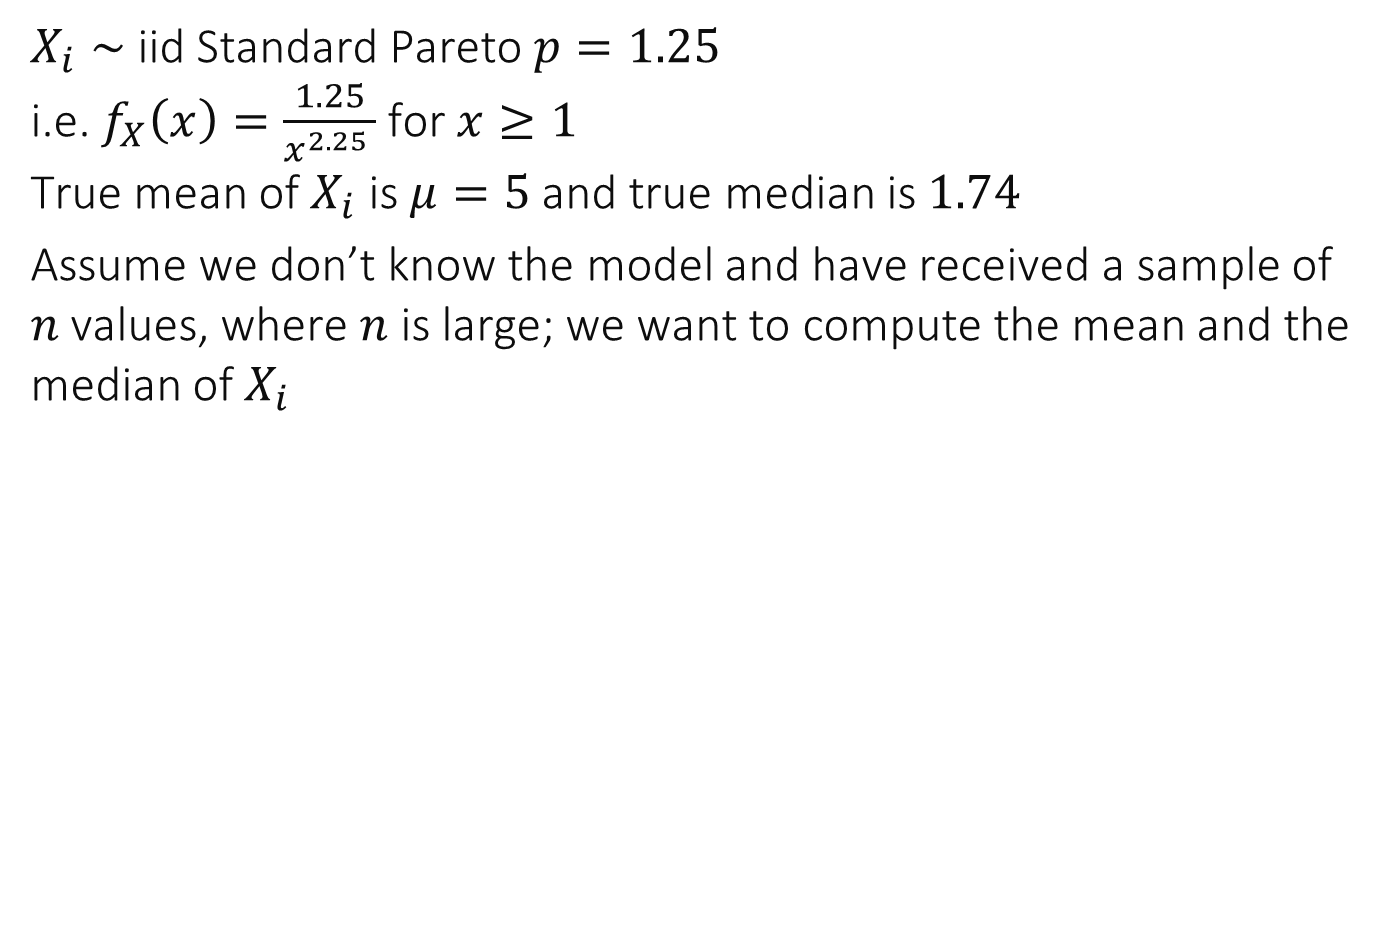 Xᵢ ~ iid Standard Pareto p = 1.25
i.e. f_X(x) = 1.25/x^2.25 for x ≥ 1
True mean of Xᵢ is μ = 5 and true median is 1.74
Assume we don’t know the model and have received a sample of
n values, where n is large; we want to compute the mean and the
median of Xᵢ